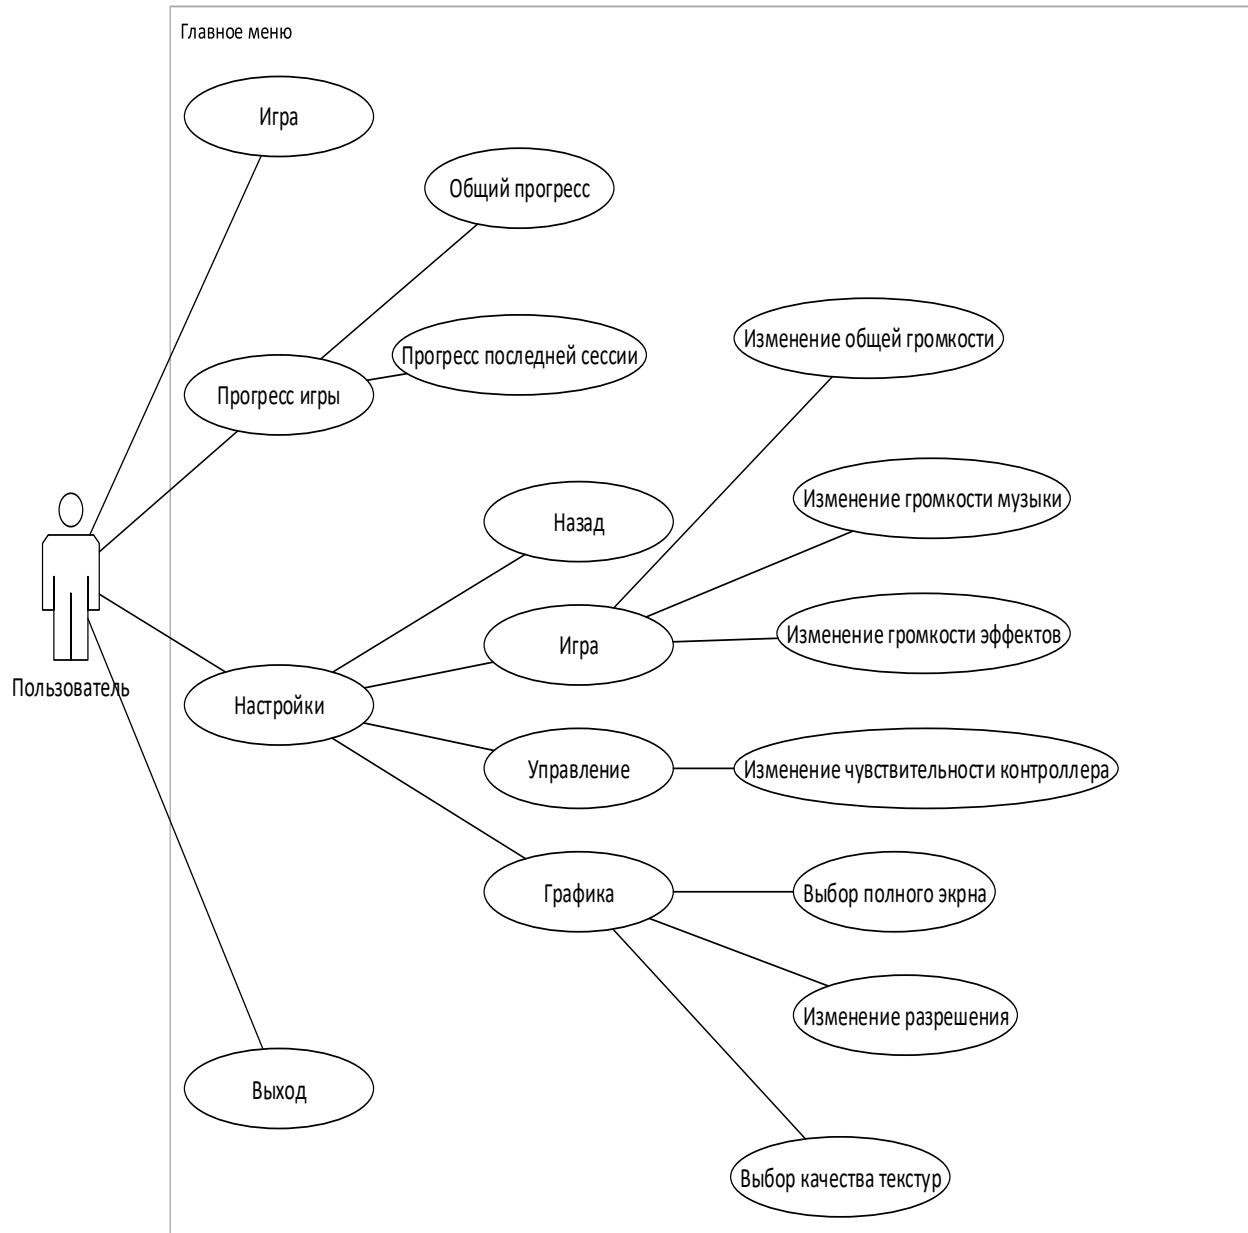 Главное меню
Игра
Общий прогресс
Изменение общей громкости
Прогресс последней сессии
Прогресс игры
Изменение громкости музыки
Назад
Изменение громкости эффектов
Игра
Пользователь
Настройки
Управление
Изменение чувствительности контроллера
Графика
Выбор полного экрна
Изменение разрешения
Выход
Выбор качества текстур